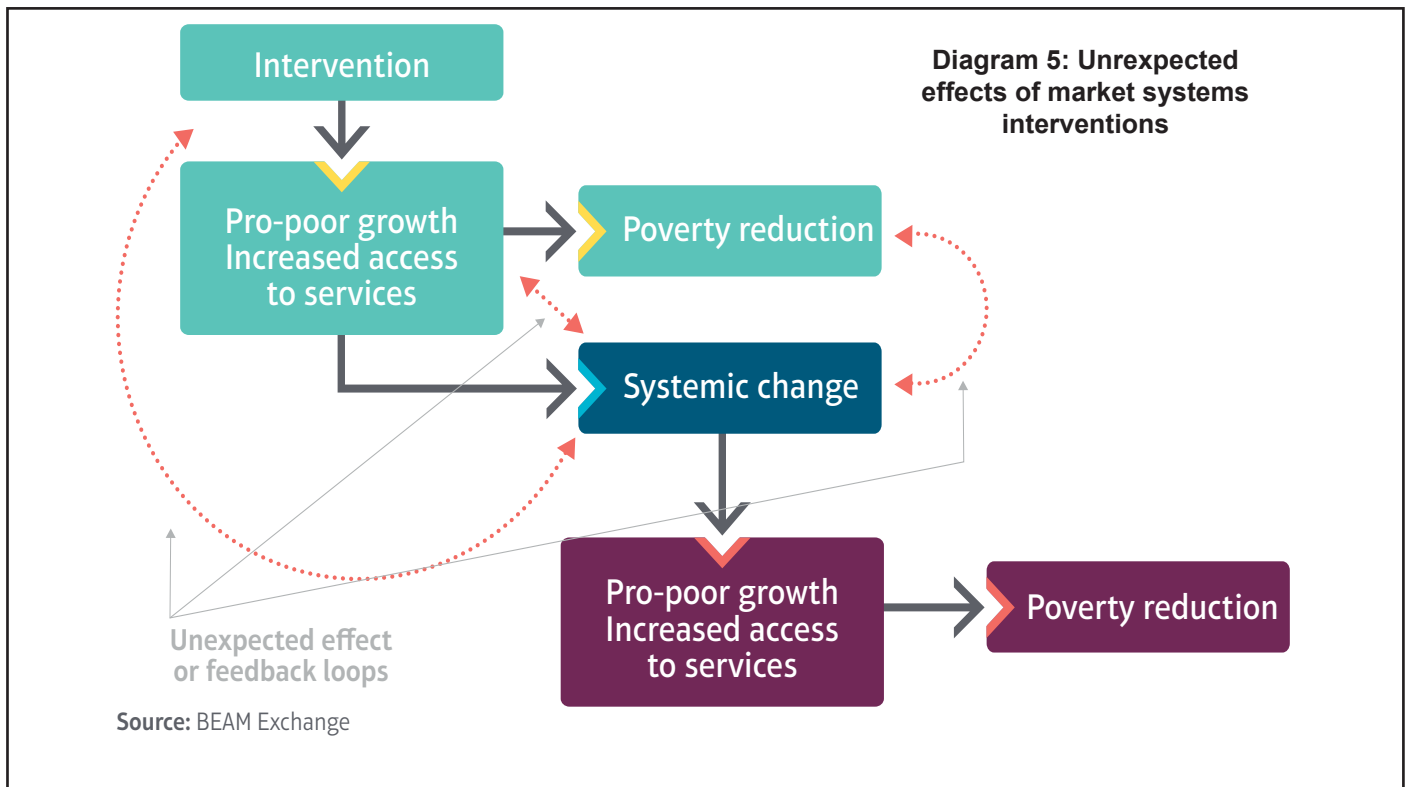 Intervention
Diagram 5: Unrexpected
effects of market systems
interventions
Pro-poor growth
Increased access
to services
Poverty reduction
Systemic change
Pro-poor growth
Increased access
to services
Poverty reduction
Unexpected effect
or feedback loops
Source: BEAM Exchange